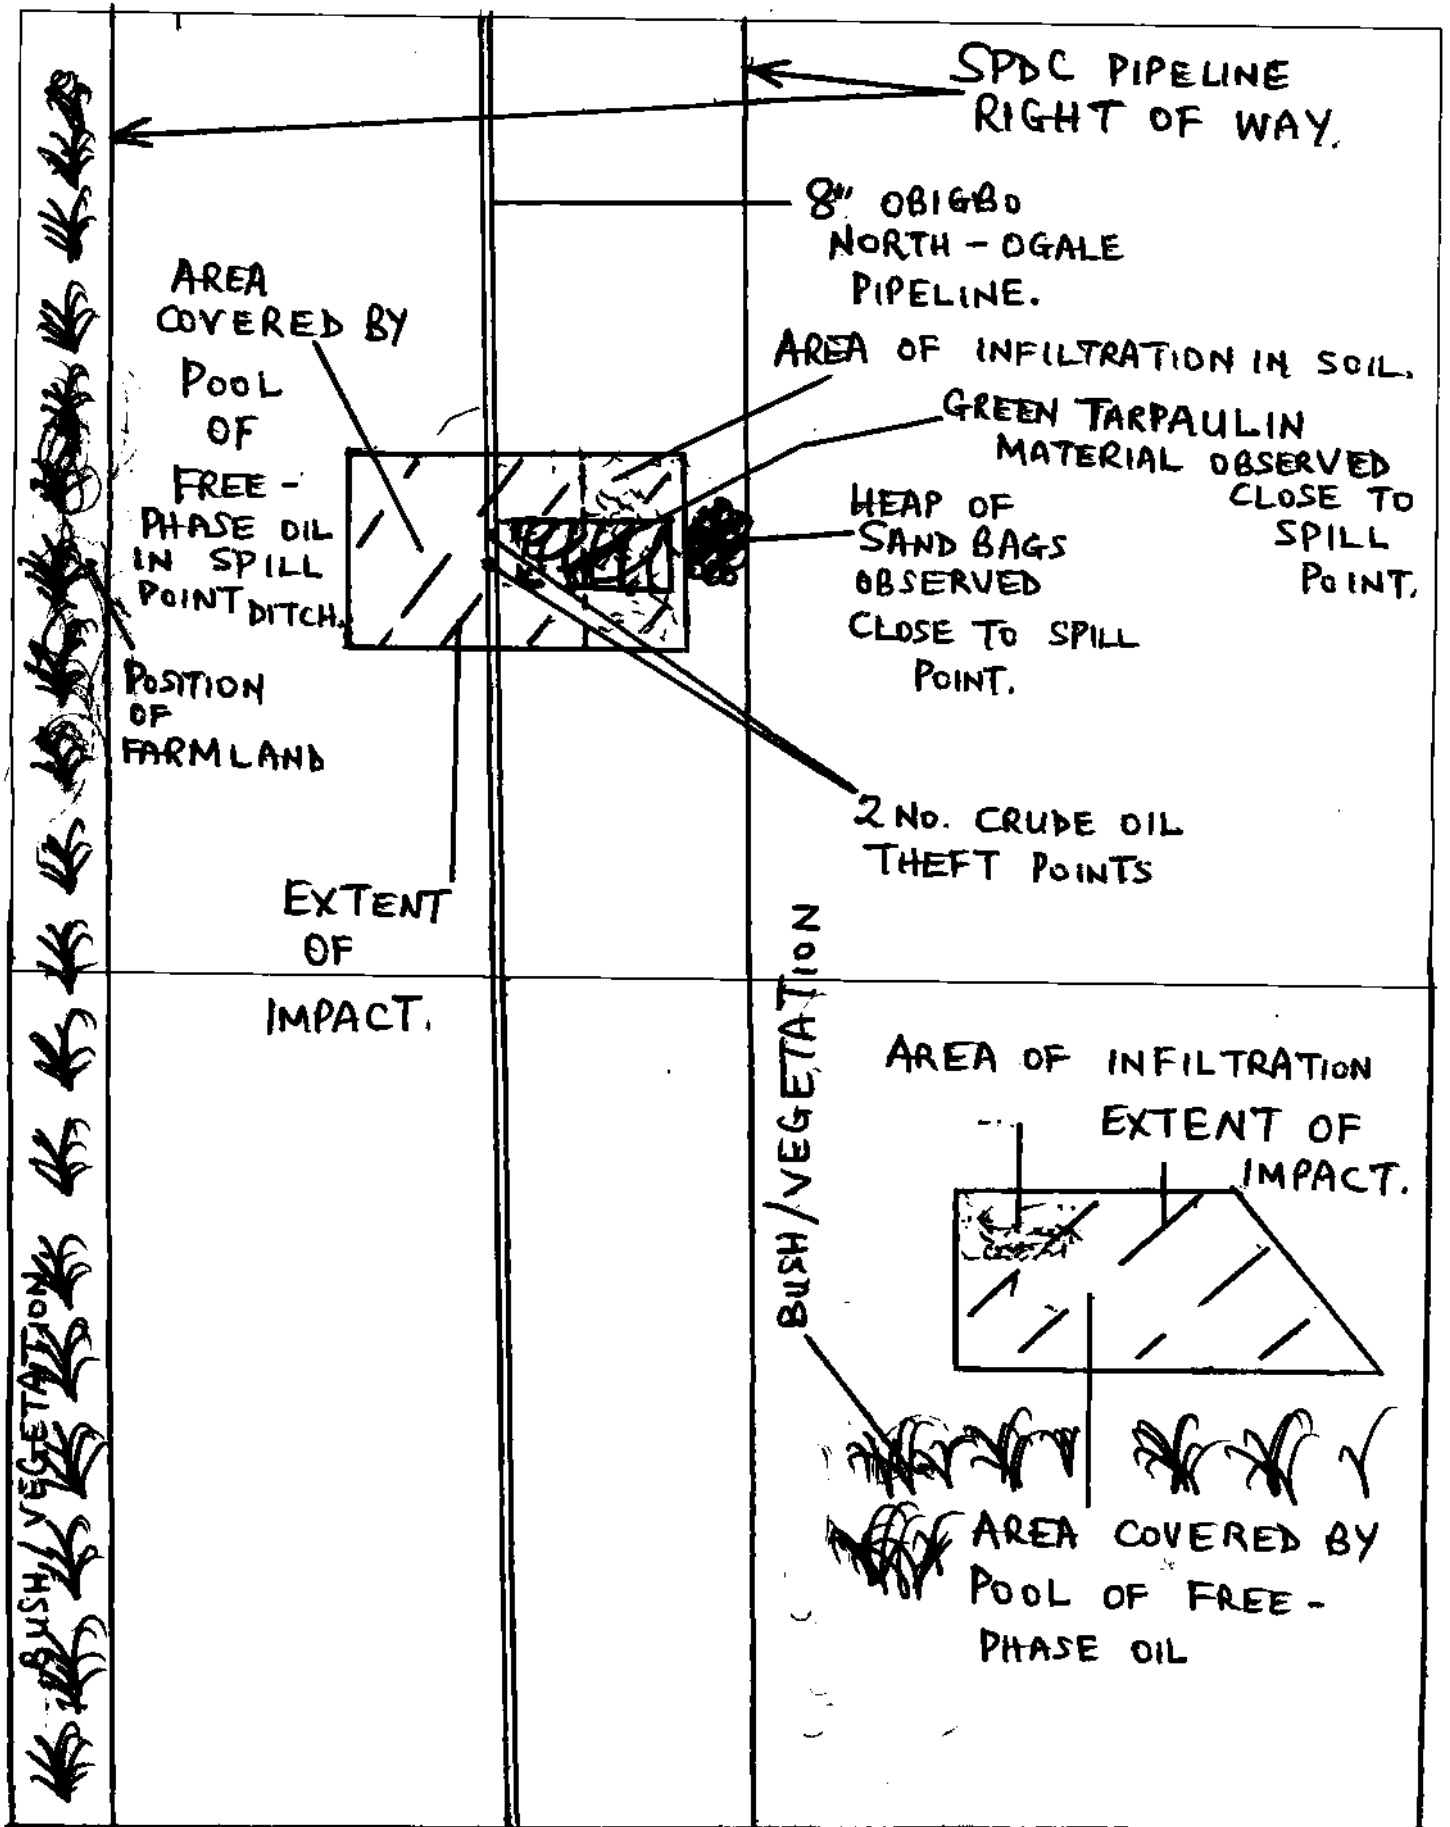 SPDC PIPELINE
RIGHT OF WAY.
8" OBIGBO
NORTH - OGALE
PIPELINE.
AREA
COVERED BY
POOL
OF
FREE -
PHASE OIL
IN SPILL
POINT DITCH.
AREA OF INFILTRATION IN SOIL.
GREEN TARPAULIN
MATERIAL OBSERVED
CLOSE TO
SPILL
POINT.
HEAP OF
SAND BAGS
OBSERVED
CLOSE TO SPILL
POINT.
POSITION
OF
FARMLAND
2 NO. CRUDE OIL
THEFT POINTS
EXTENT
OF
IMPACT.
BUSH/VEGETATION
AREA OF INFILTRATION
EXTENT OF
IMPACT.
BUSH/VEGETATION
AREA COVERED BY
POOL OF FREE -
PHASE OIL